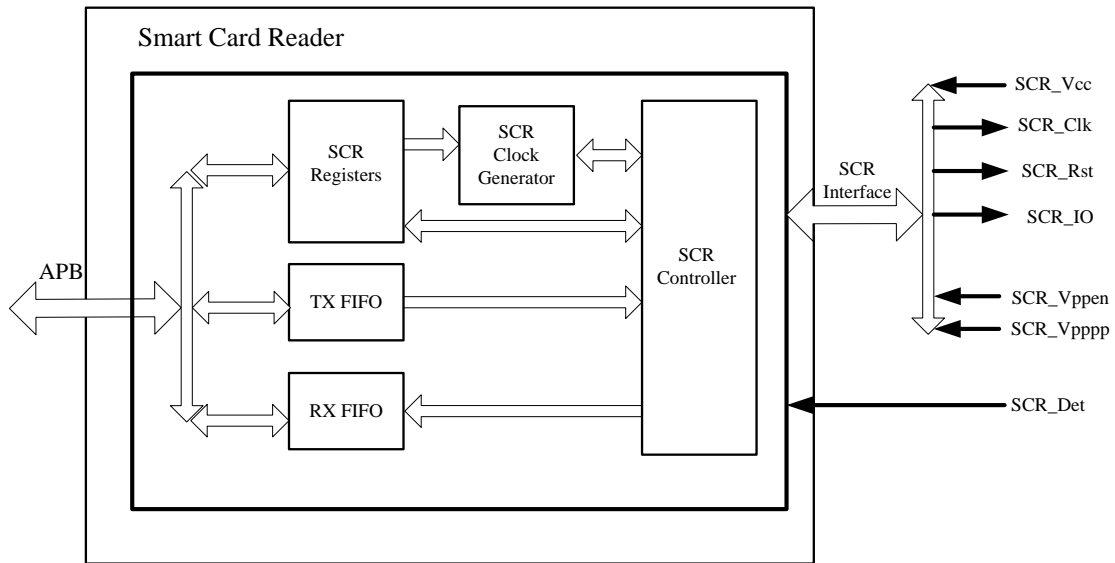 Smart Card Reader
SCR
Registers
SCR
Clock
Generator
SCR
Controller
TX FIFO
RX FIFO
APB
SCR
Interface
SCR_Vcc
SCR_Clk
SCR_Rst
SCR_IO
SCR_Vppen
SCR_Vpppp
SCR_Det